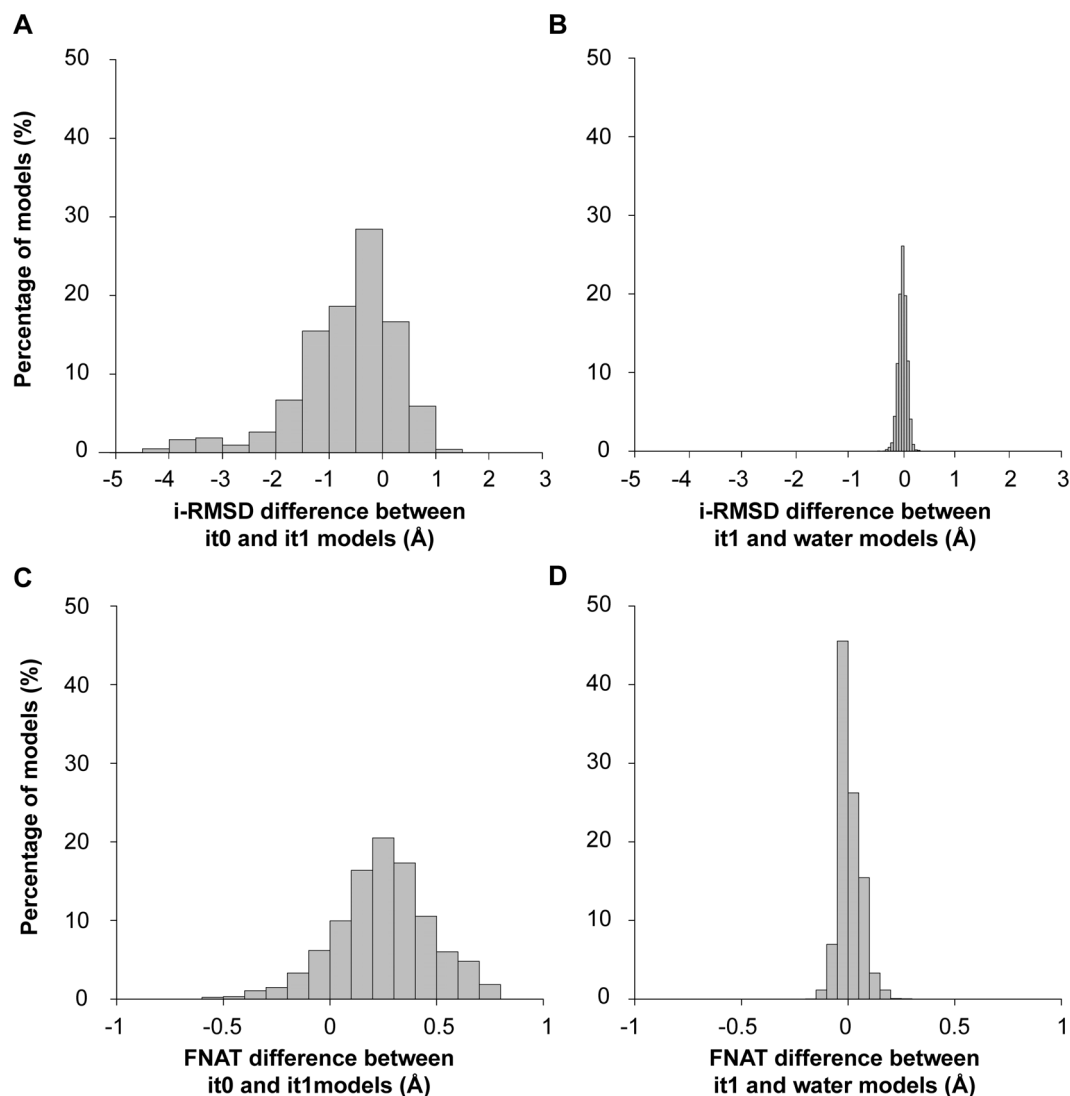 A
50
40
30
20
10
0
Percentage of models (%)
-5 -4 -3 -2 -1 0 1 2 3
i-RMSD difference between
it0 and it1 models (Å)
B
50
40
30
20
10
0
-5 -4 -3 -2 -1 0 1 2 3
i-RMSD difference between
it1 and water models (Å)
C
50
40
30
20
10
0
Percentage of models (%)
-1 -0.5 0 0.5 1
FNAT difference between
it0 and it1models (Å)
D
50
40
30
20
10
0
-1 -0.5 0 0.5 1
FNAT difference between
it1 and water models (Å)